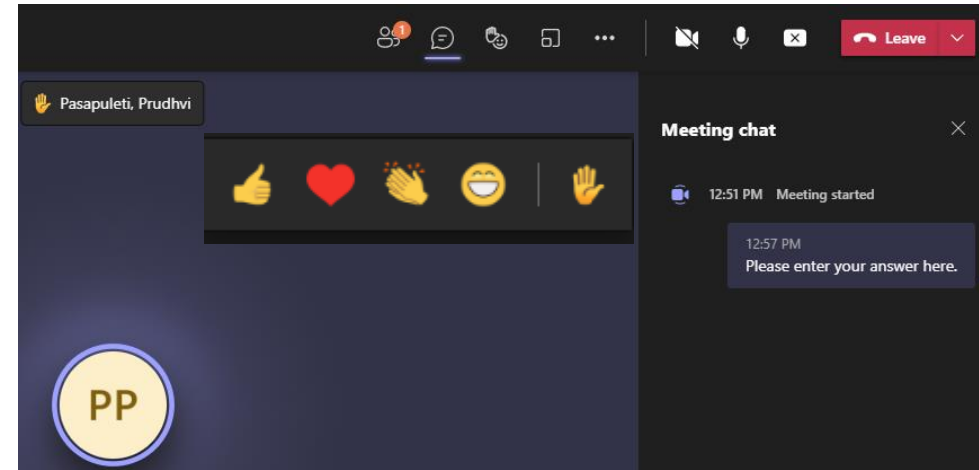 1
Leave
Pasapuleti, Prudhvi
Meeting chat
12:51 PM Meeting started
12:57 PM
Please enter your answer here.
PP